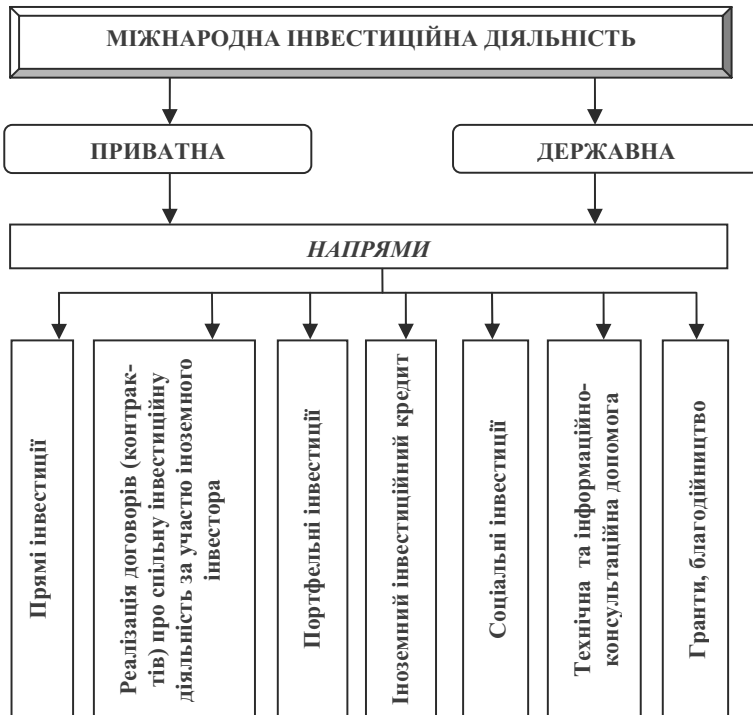 МІЖНАРОДНА ІНВЕСТИЦІЙНА ДІЯЛЬНІСТЬ
ПРИВАТНА
ДЕРЖАВНА
НАПРЯМИ
Прямі інвестиції
Реалізація договорів (контрак-
тів) про спільну інвестиційну
діяльність за участю іноземного
інвестора
Портфельні інвестиції
Іноземний інвестиційний кредит
Соціальні інвестиції
Технічна та інформаційно-
консультаційна допомога
Гранти, благодійництво